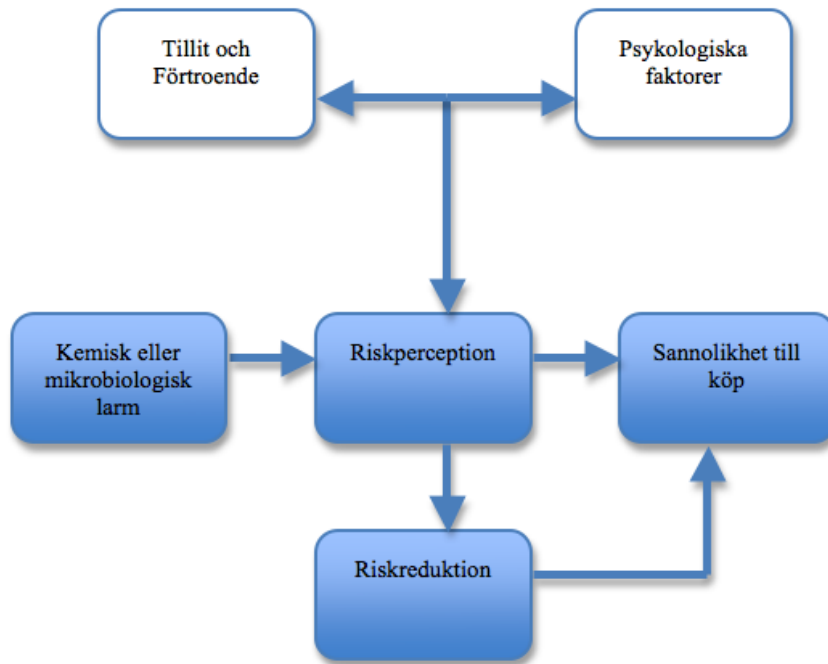 Tillit och
Förtroende
Psykologiska
faktorer
Kemisk eller
mikrobiologisk
larm
Riskperception
Sannolikhet till
köp
Riskreduktion